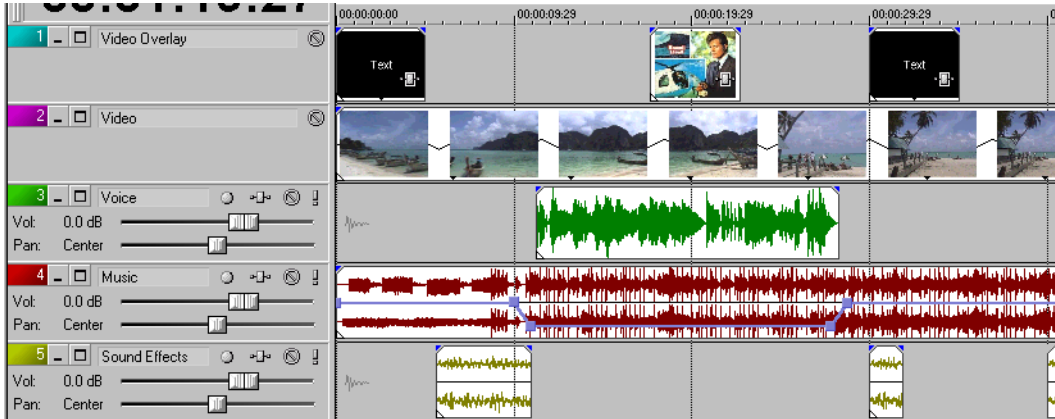 00:00:00:00 00:00:09:29 00:00:19:29 00:00:29:29
1 Video Overlay
Text Text
2 Video
3 Voice
Vol: 0.0 dB
Pan: Center
4 Music
Vol: 0.0 dB
Pan: Center
5 Sound Effects
Vol: 0.0 dB
Pan: Center